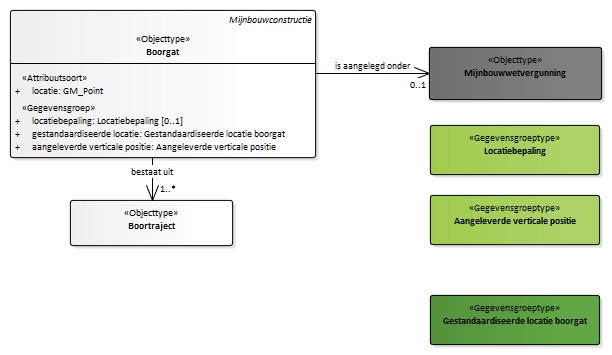 Mijnbouwconstructie
«Objecttype»
Boorgat
«Attribuutsoort»
+ locatie: GM_Point
«Gegevensgroep»
+ locatiebepaling: Locatiebepaling [0..1]
+ gestandaardiseerde locatie: Gestandaardiseerde locatie boorgat
+ aangeleverde verticale positie: Aangeleverde verticale positie
is aangelegd onder
0..1
«Objecttype»
Mijnbouwwetvergunning
«Gegevensgroeptype»
Locatiebepaling
bestaat uit
1..*
«Objecttype»
Boortraject
«Gegevensgroeptype»
Aangeleverde verticale positie
«Gegevensgroeptype»
Gestandaardiseerde locatie boorgat